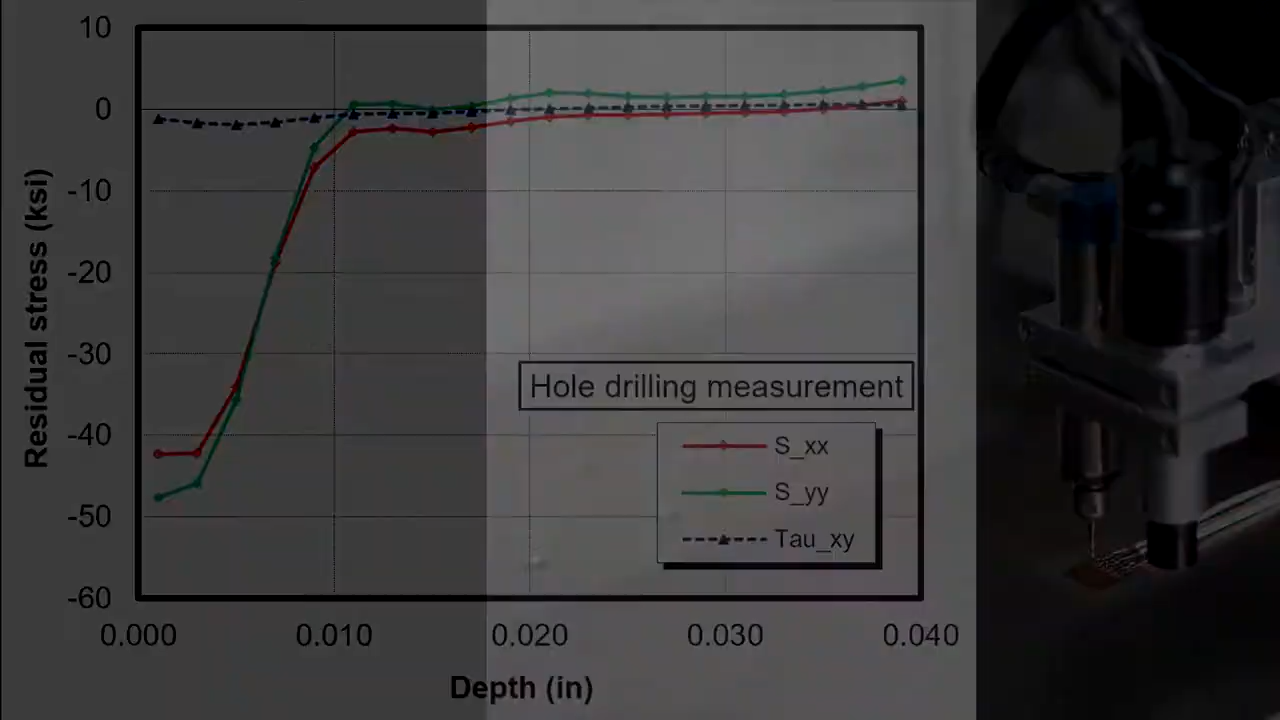 10
0
-10
-20
-30
-40
-50
-60
Residual stress (ksi)
Hole drilling measurement
S_xx
S_yy
Tau_xy
0.000 0.010 0.020 0.030 0.040
Depth (in)